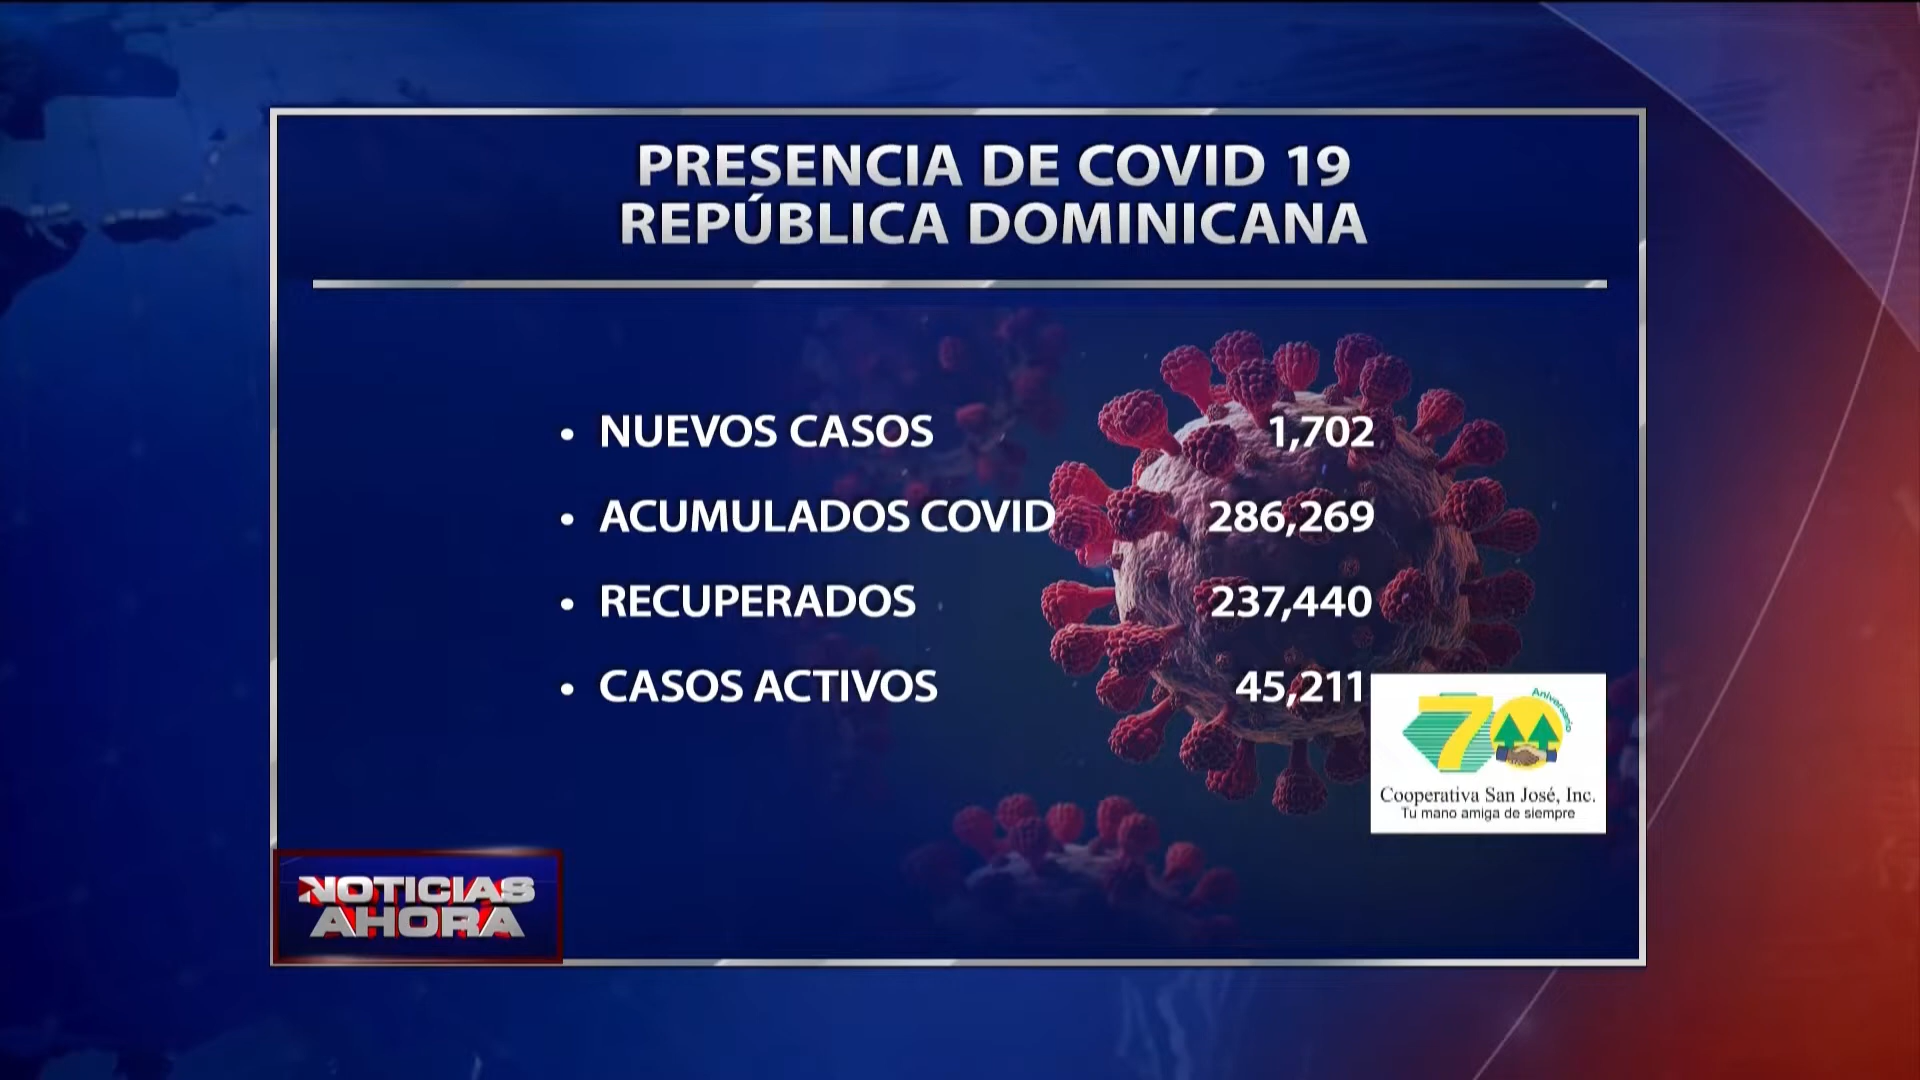 PRESENCIA DE COVID 19
REPÚBLICA DOMINICANA
• NUEVOS CASOS 1,702
• ACUMULADOS COVID 286,269
• RECUPERADOS 237,440
• CASOS ACTIVOS 45,211
70
Aniversario
Cooperativa San José, Inc.
Tu mano amiga de siempre
NOTICIAS
AHORA